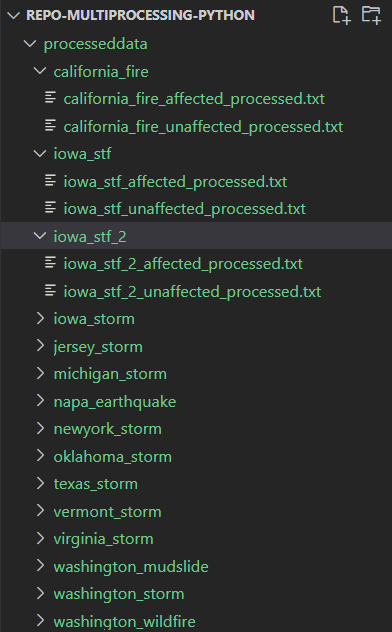 REPO-MULTIPROCESSING-PYTHON
processeddata
california_fire
california_fire_affected_processed.txt
california_fire_unaffected_processed.txt
iowa_stf
iowa_stf_affected_processed.txt
iowa_stf_unaffected_processed.txt
iowa_stf_2
iowa_stf_2_affected_processed.txt
iowa_stf_2_unaffected_processed.txt
iowa_storm
jersey_storm
michigan_storm
napa_earthquake
newyork_storm
oklahoma_storm
texas_storm
vermont_storm
virginia_storm
washington_mudslide
washington_storm
washington_wildfire